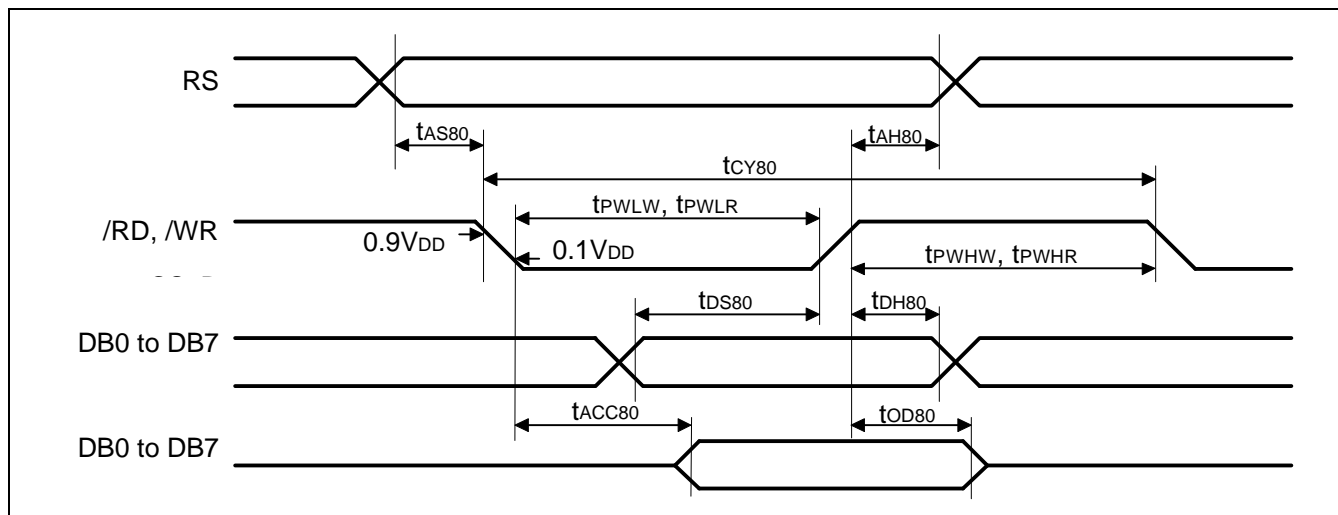 RS
tAS80
tAH80
tCY80
tPWLW, tPWLR
/RD, /WR
0.9VDD
0.1VDD
tPWHW, tPWHR
tDS80
tDH80
DB0 to DB7
tACC80
tOD80
DB0 to DB7